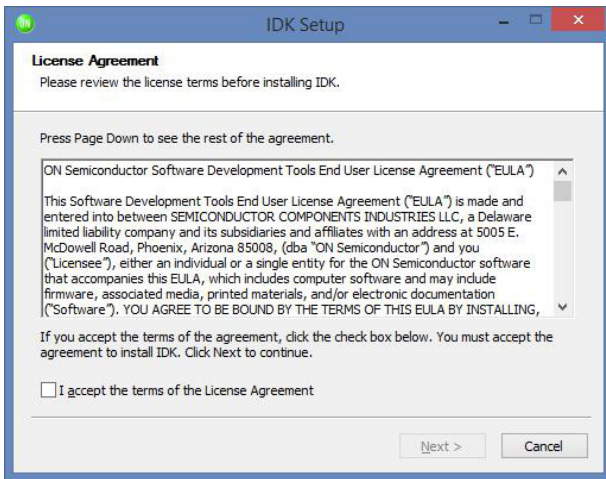 ON
IDK Setup
License Agreement
Please review the license terms before installing IDK.
Press Page Down to see the rest of the agreement.
ON Semiconductor Software Development Tools End User License Agreement ("EULA")
This Software Development Tools End User License Agreement ("EULA") is made and
entered into between SEMICONDUCTOR COMPONENTS INDUSTRIES LLC, a Delaware
limited liability company and its subsidiaries and affiliates with an address at 5005 E.
McDowell Road, Phoenix, Arizona 85008, (dba "ON Semiconductor") and you
("Licensee"), either an individual or a single entity for the ON Semiconductor software
that accompanies this EULA, which includes computer software and may include
firmware, associated media, printed materials, and/or electronic documentation
("Software"). YOU AGREE TO BE BOUND BY THE TERMS OF THIS EULA BY INSTALLING,
If you accept the terms of the agreement, click the check box below. You must accept the
agreement to install IDK. Click Next to continue.
I accept the terms of the License Agreement
Next >
Cancel